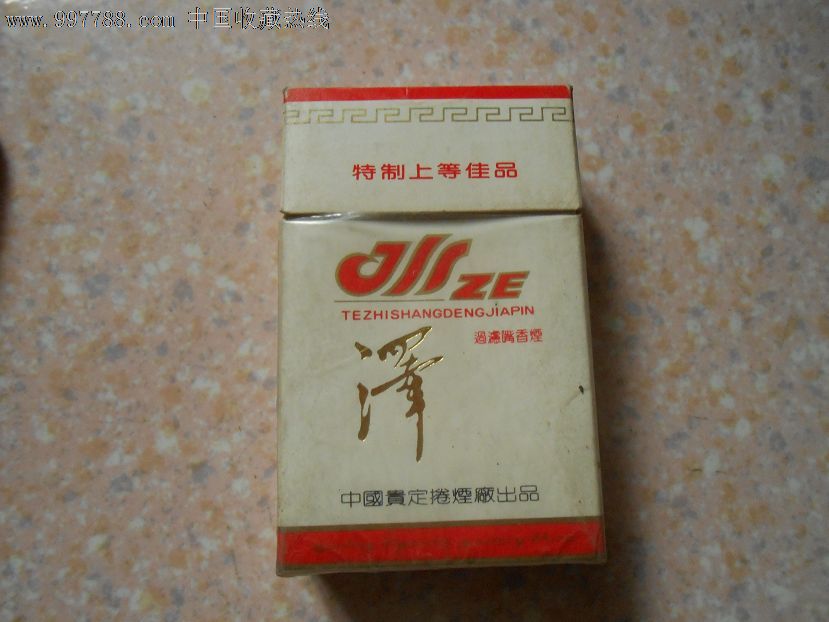 www.997788.com 中国收藏热线
特制上等佳品
ZE
TEZHISHANGDENGJIAPIN
過濾嘴香煙
澤
中國貴定捲煙廠出品